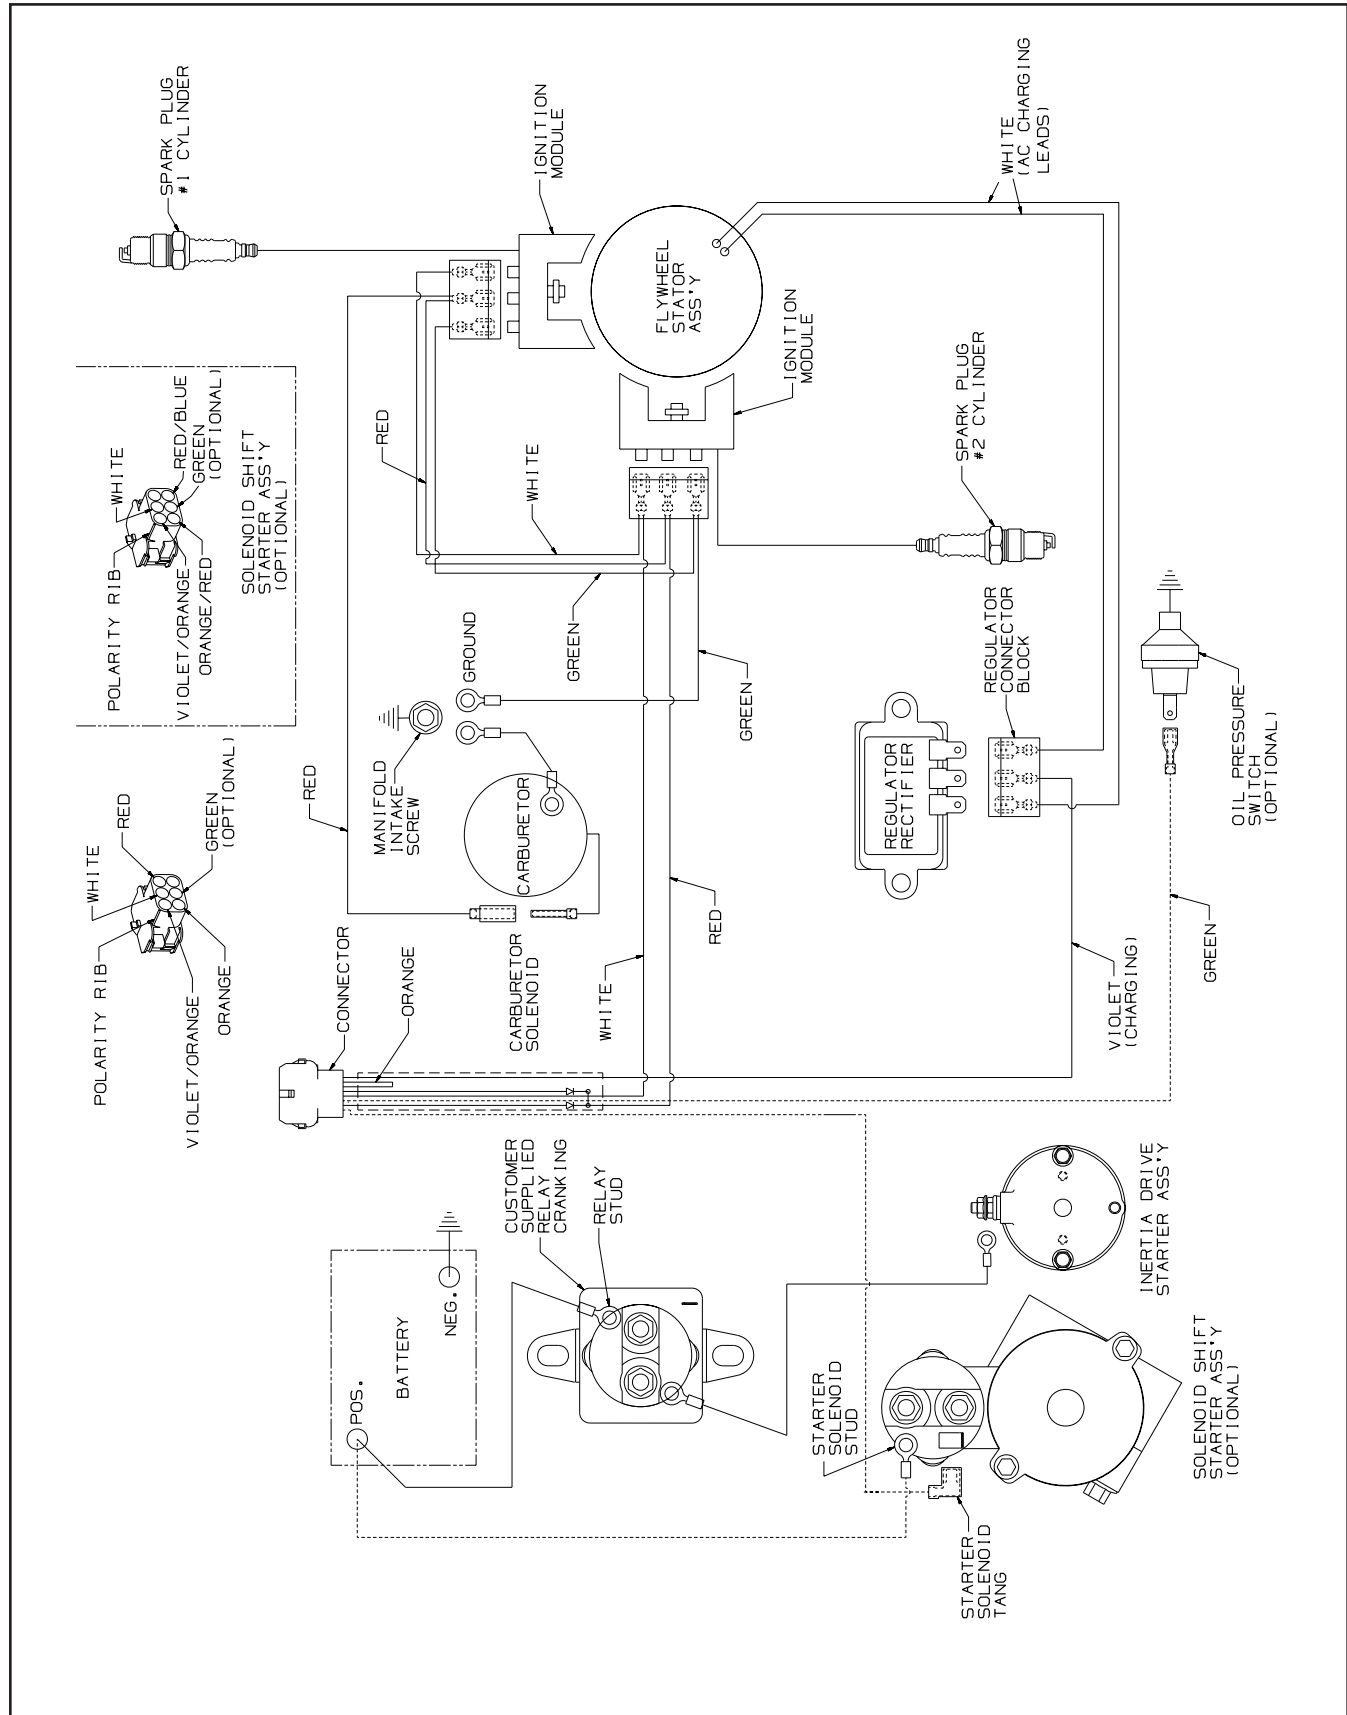 SPARK PLUG
#1 CYLINDER
IGNITION
MODULE
WHITE
(AC CHARGING
LEADS)
FLYWHEEL
STATOR
ASS'Y
IGNITION
MODULE
SPARK PLUG
#2 CYLINDER
RED
WHITE
GREEN
GREEN
POLARITY RIB
WHITE
RED/BLUE
GREEN
(OPTIONAL)
VIOLET/ORANGE
ORANGE/RED
SOLENOID SHIFT
STARTER ASS'Y
(OPTIONAL)
GROUND
MANIFOLD
INTAKE
SCREW
RED
CARBURETOR
REGULATOR
RECTIFIER
REGULATOR
CONNECTOR
BLOCK
OIL PRESSURE
SWITCH
(OPTIONAL)
POLARITY RIB
WHITE
RED
GREEN
(OPTIONAL)
VIOLET/ORANGE
ORANGE
CONNECTOR
ORANGE
CARBURETOR
SOLENOID
WHITE
RED
VIOLET
(CHARGING)
GREEN
CUSTOMER
SUPPLIED
RELAY
CRANKING
RELAY
STUD
NEG.
BATTERY
POS.
INERTIA DRIVE
STARTER ASS'Y
STARTER
SOLENOID
STUD
SOLENOID SHIFT
STARTER ASS'Y
(OPTIONAL)
STARTER
SOLENOID
TANG